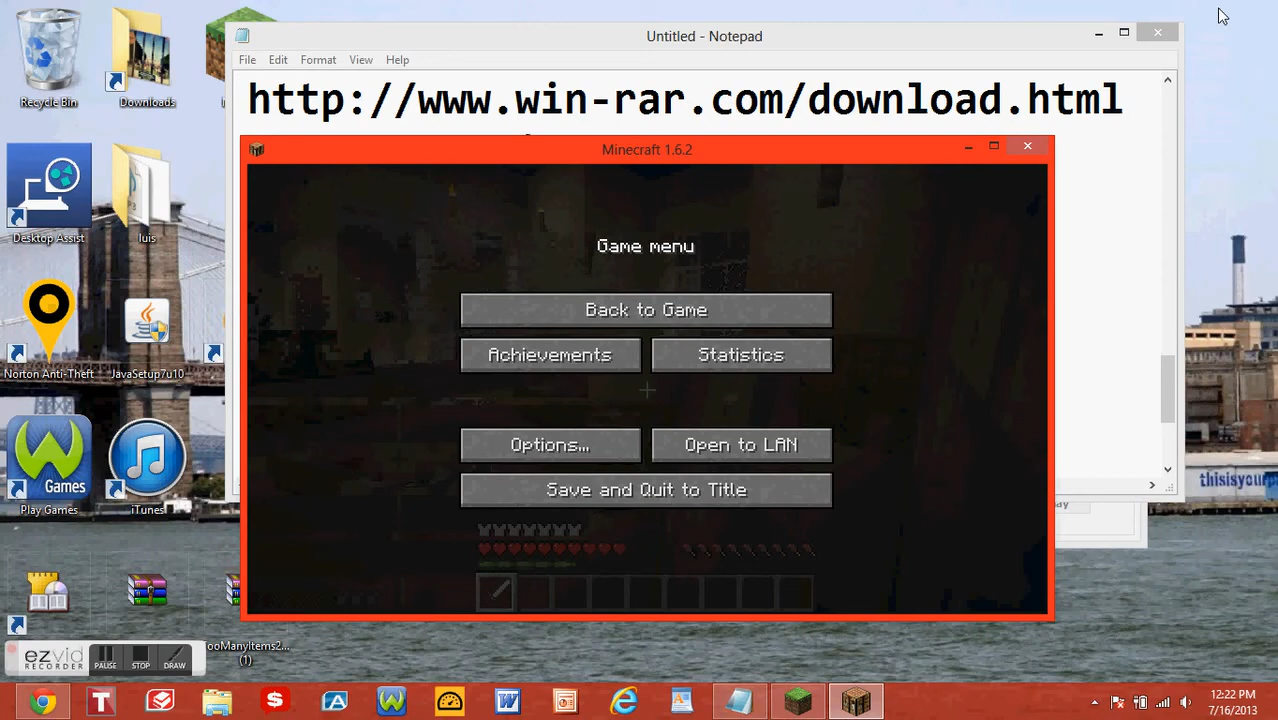 Recycle Bin
Downloads
Desktop Assist
luis
Norton Anti-Theft
JavaSetup7u10
Games
Play Games
iTunes
TooManyItems2...
(1)
Untitled - Notepad
File Edit Format View Help
http://www.win-rar.com/download.html
Minecraft 1.6.2
Game menu
Back to Game
Achievements
Statistics
Options...
Open to LAN
Save and Quit to Title
thisisyourp
ezvid
RECORDER
PAUSE
STOP
DRAW
12:22 PM
7/16/2013